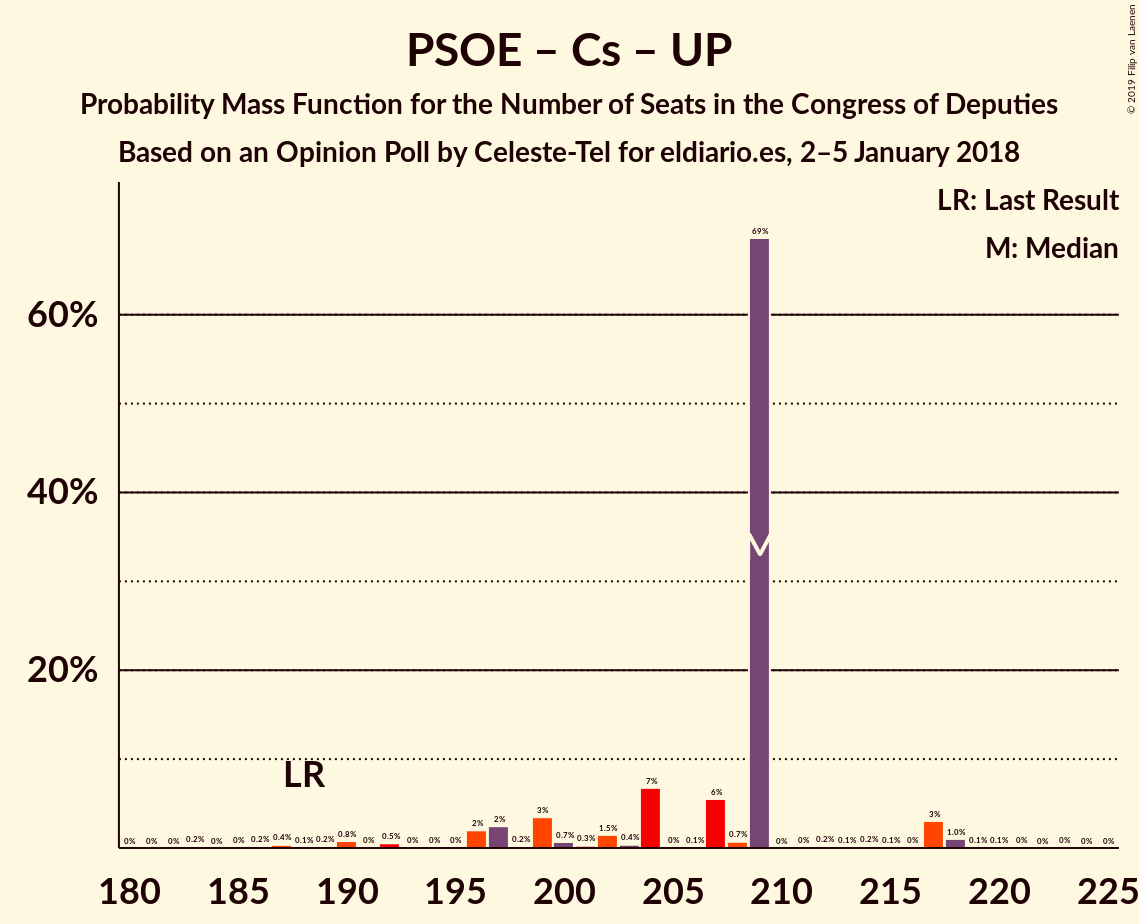 PSOE – Cs – UP
Probability Mass Function for the Number of Seats in the Congress of Deputies
Based on an Opinion Poll by Celeste-Tel for eldiario.es, 2–5 January 2018
© 2019 Filip van Laenen
LR: Last Result
M: Median
60%
40%
20%
LR
0% 0% 0% 0.2% 0% 0% 0.2% 0.4% 0.1% 0.2% 0.8% 0% 0.5% 0% 0% 0% 2% 2% 0.2% 3% 0.7% 0.3% 1.5% 0.4% 7% 0% 0.1% 6% 0.7% 69% 0% 0% 0.2% 0.1% 0.2% 0.1% 0% 3% 1.0% 0.1% 0.1% 0% 0% 0% 0% 0%
180 185 190 195 200 205 210 215 220 225